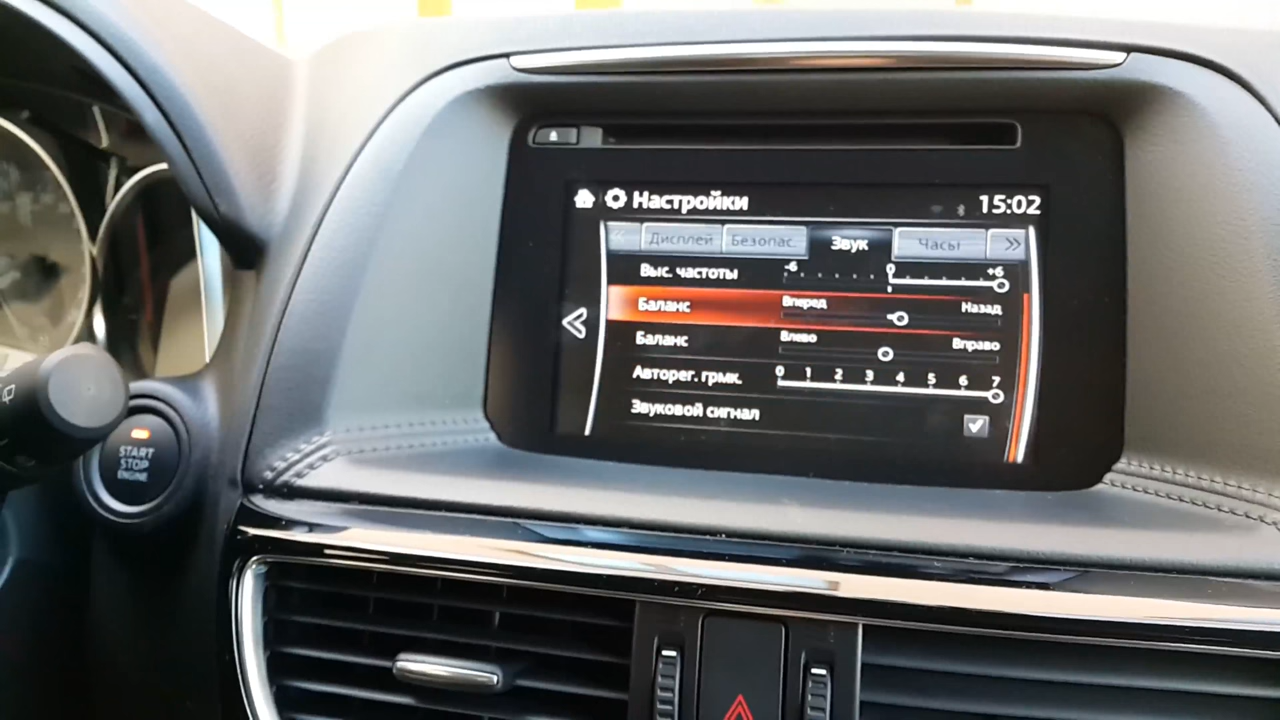 Настройки 15:02
Дисплей Безопас. Звук Часы
Выс. частоты -6 0 +6
Баланс Вперед Назад
Баланс Влево Вправо
Авторег. грмк. 0 1 2 3 4 5 6 7
Звуковой сигнал
START
STOP
ENGINE